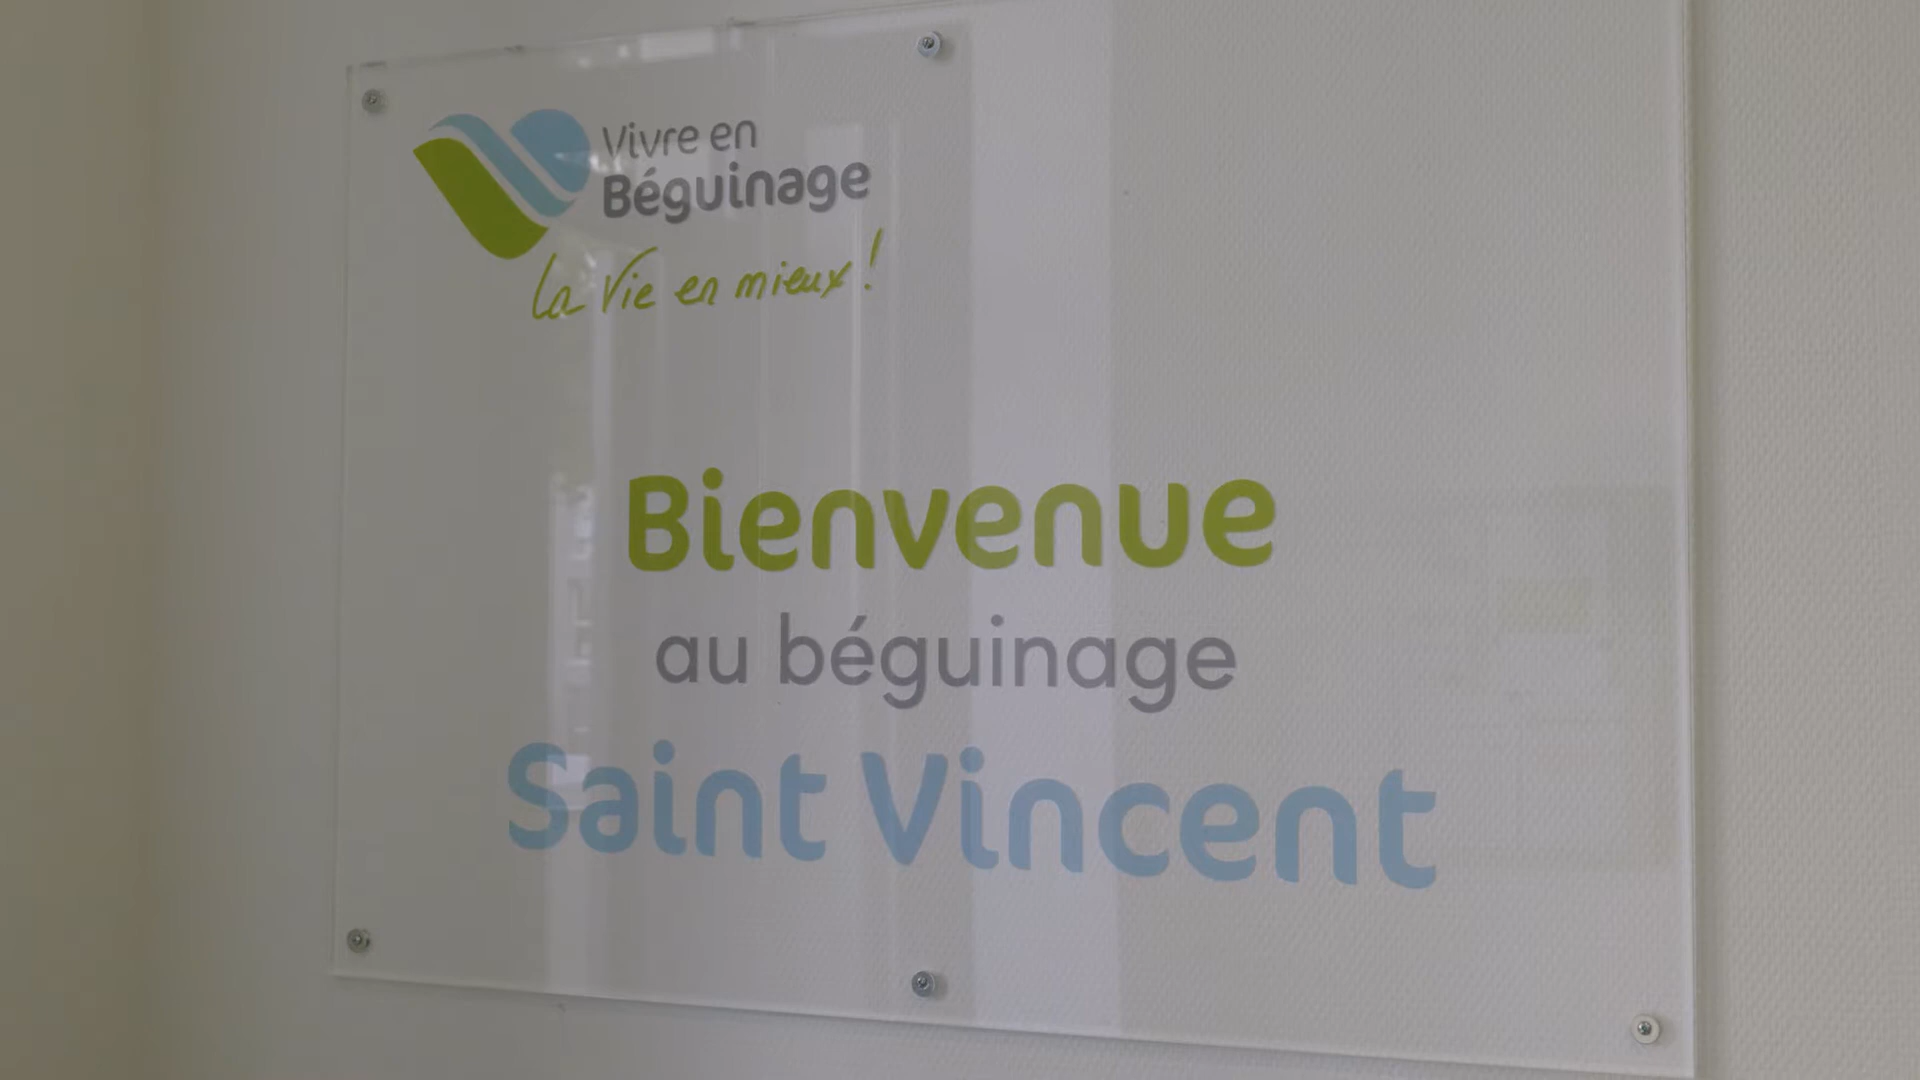 Vivre en
Béguinage
La Vie en mieux !
Bienvenue
au béguinage
Saint Vincent